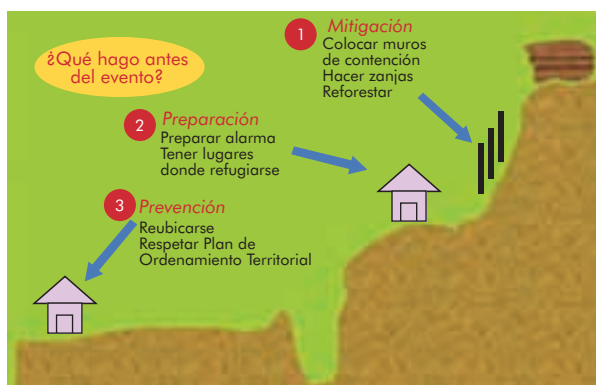 ¿Qué hago antes
del evento?
1
Mitigación
Colocar muros
de contención
Hacer zanjas
Reforestar
2
Preparación
Preparar alarma
Tener lugares
donde refugiarse
3
Prevención
Reubicarse
Respetar Plan de
Ordenamiento Territorial